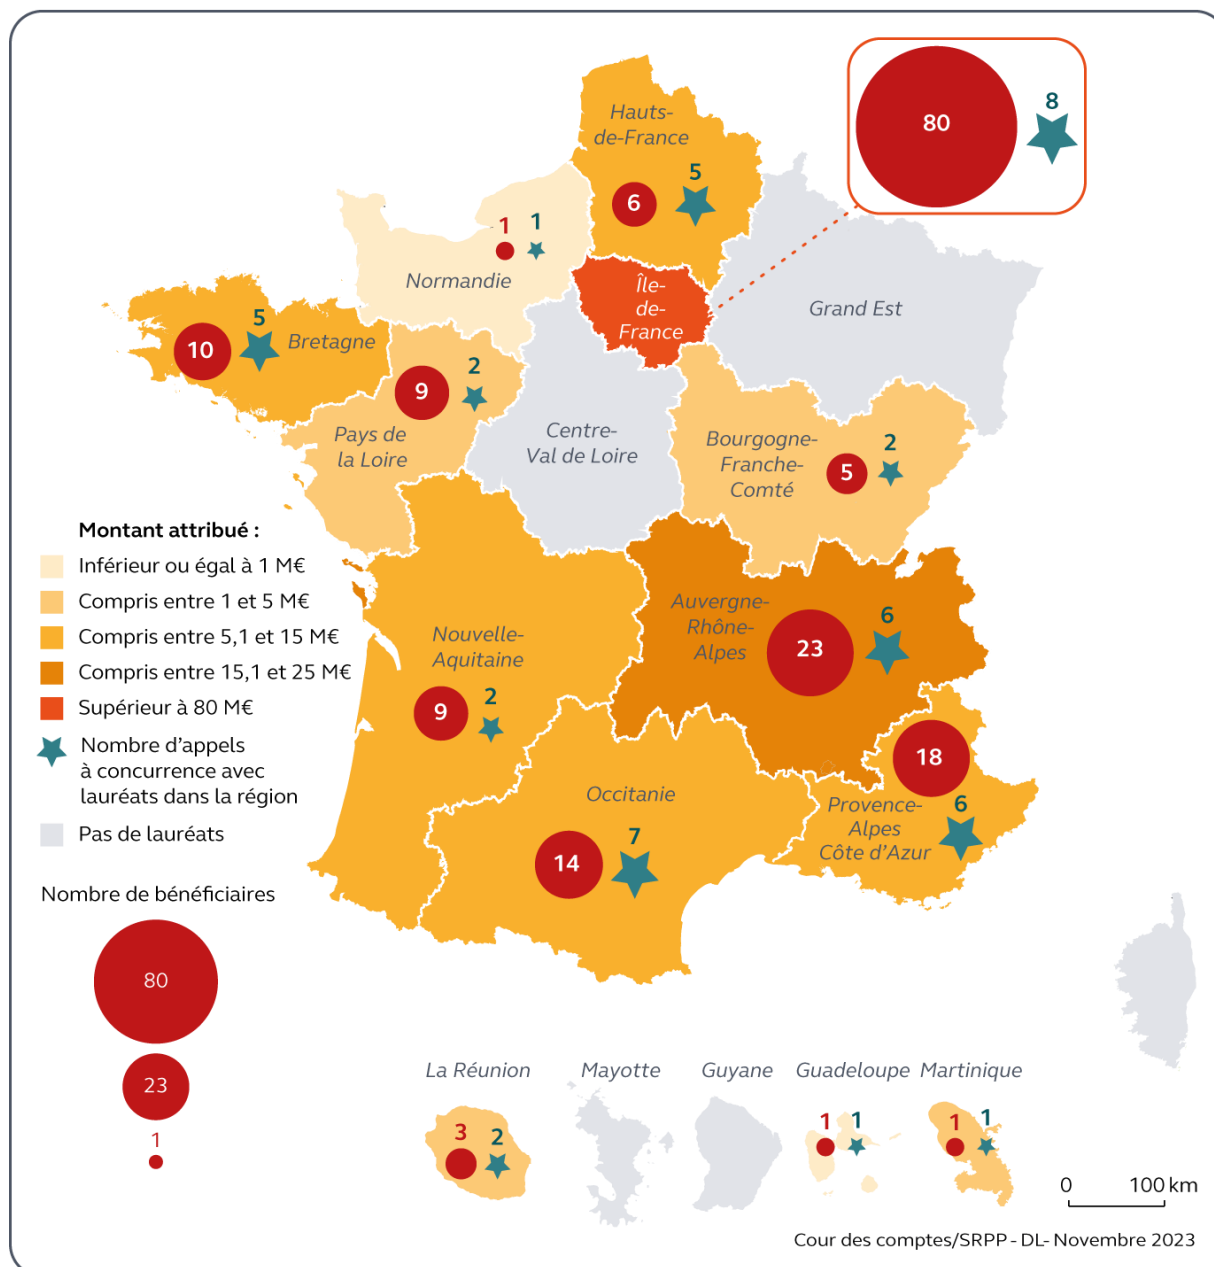 80
8
Hauts-
de-France
5
6
1
1
Normandie
Île-
de-
France
Grand Est
5
Bretagne
10
2
9
Pays de
la Loire
Centre-
Val de Loire
Bourgogne-
Franche-
Comté
2
5
Montant attribué :
Inférieur ou égal à 1 M€
Compris entre 1 et 5 M€
Compris entre 5,1 et 15 M€
Compris entre 15,1 et 25 M€
Supérieur à 80 M€
Nombre d'appels
à concurrence avec
lauréats dans la région
Pas de lauréats
Auvergne-
Rhône-
Alpes
6
23
Nouvelle-
Aquitaine
2
9
18
Provence-
Alpes
Côte d'Azur
6
Occitanie
7
14
Nombre de bénéficiaires
80
23
1
La Réunion
Mayotte
Guyane
Guadeloupe
Martinique
3
2
1
1
1
1
0
100 km
Cour des comptes/SRPP - DL- Novembre 2023